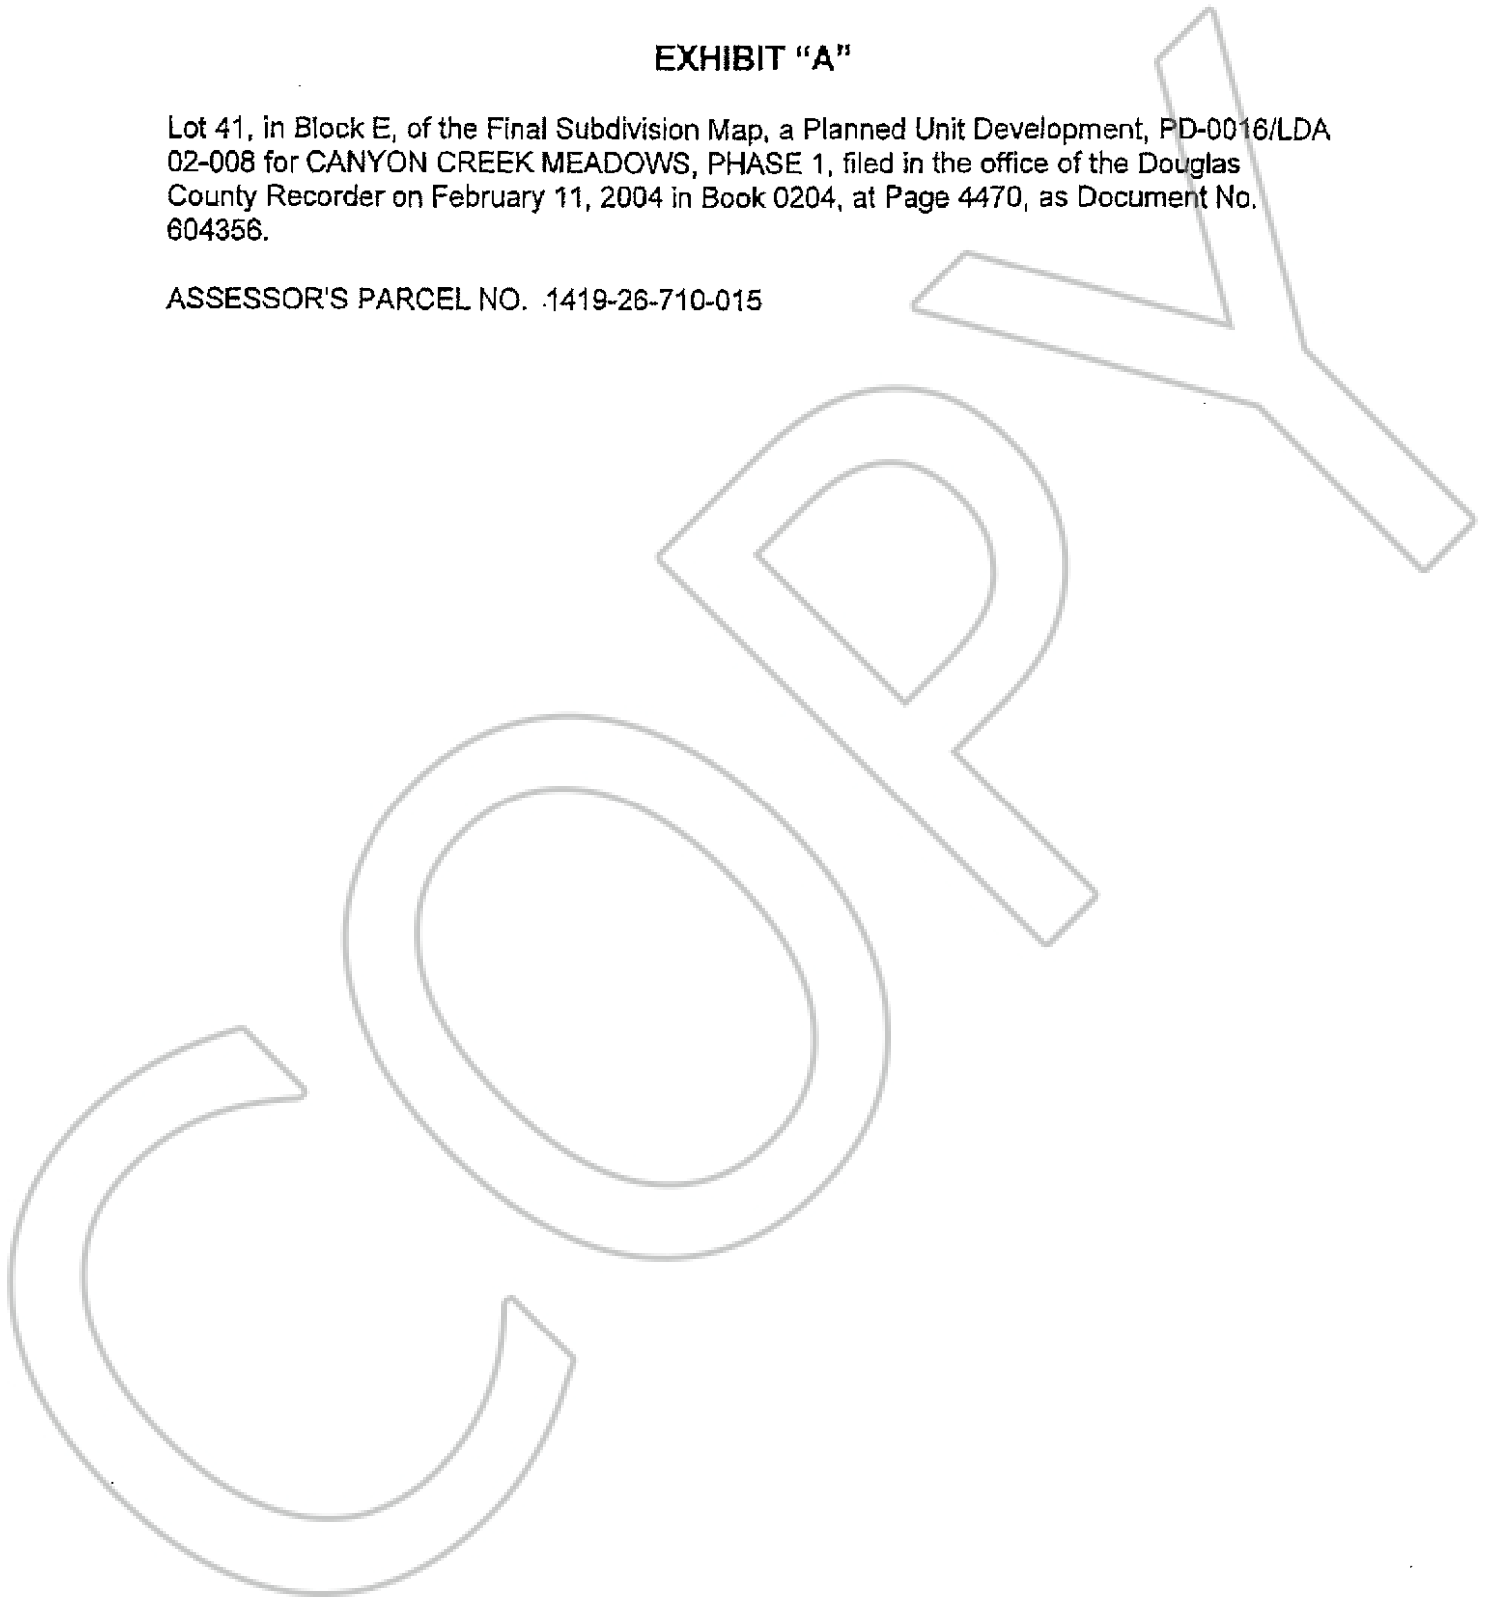 EXHIBIT “A”
Lot 41, in Block E, of the Final Subdivision Map, a Planned Unit Development, PD-0016/LDA
02-008 for CANYON CREEK MEADOWS, PHASE 1, filed in the office of the Douglas
County Recorder on February 11, 2004 in Book 0204, at Page 4470, as Document No.
604356.
ASSESSOR'S PARCEL NO. 1419-26-710-015
COPY